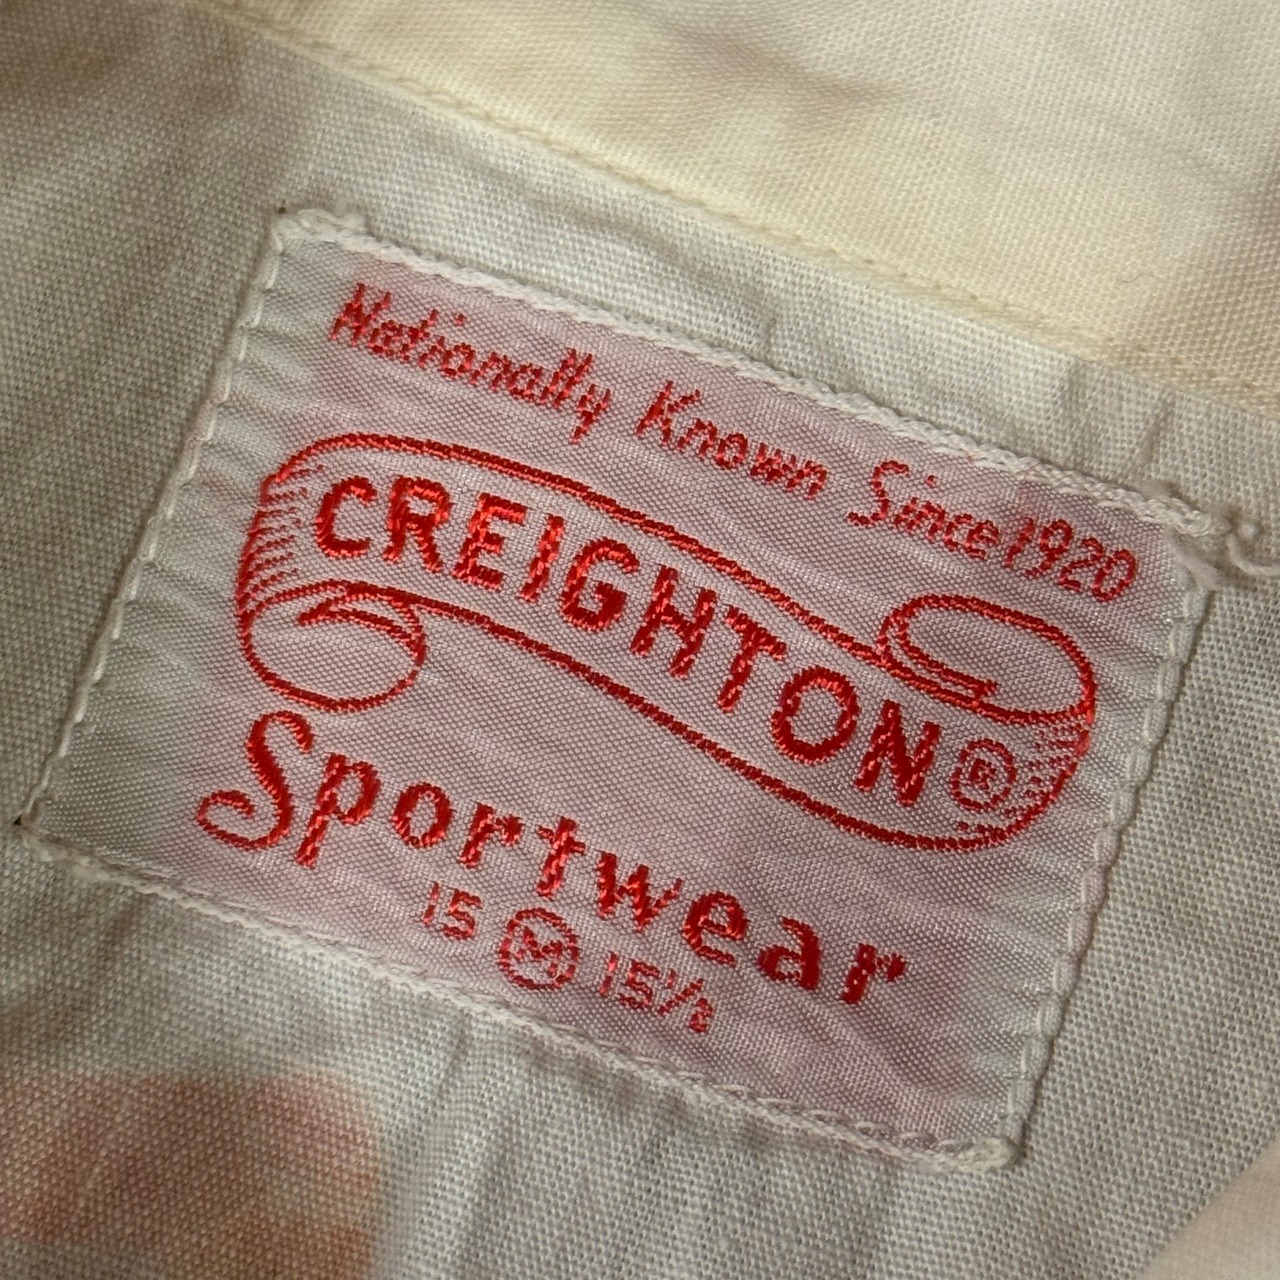 Nationally Known Since 1920
CREIGHTON®
Sportwear
15 M 15½